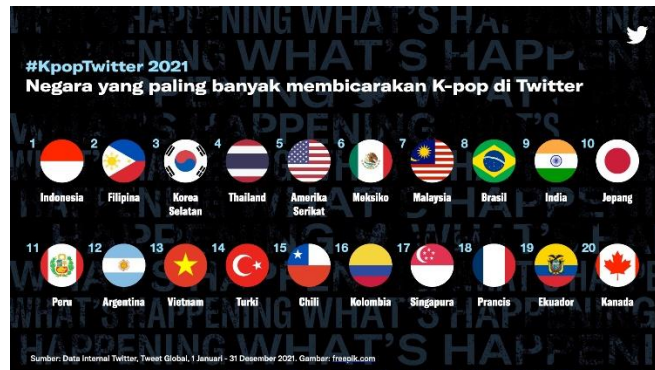 #KpopTwitter 2021
Negara yang paling banyak membicarakan K-pop di Twitter
1 2 3 4 5 6 7 8 9 10
Indonesia Filipina Korea Selatan Thailand Amerika Serikat Meksiko Malaysia Brasil India Jepang
11 12 13 14 15 16 17 18 19 20
Peru Argentina Vietnam Turki Chili Kolombia Singapura Prancis Ekuador Kanada
Sumber: Data Internal Twitter, Tweet Global, 1 Januari - 31 Desember 2021. Gambar: freepik.com